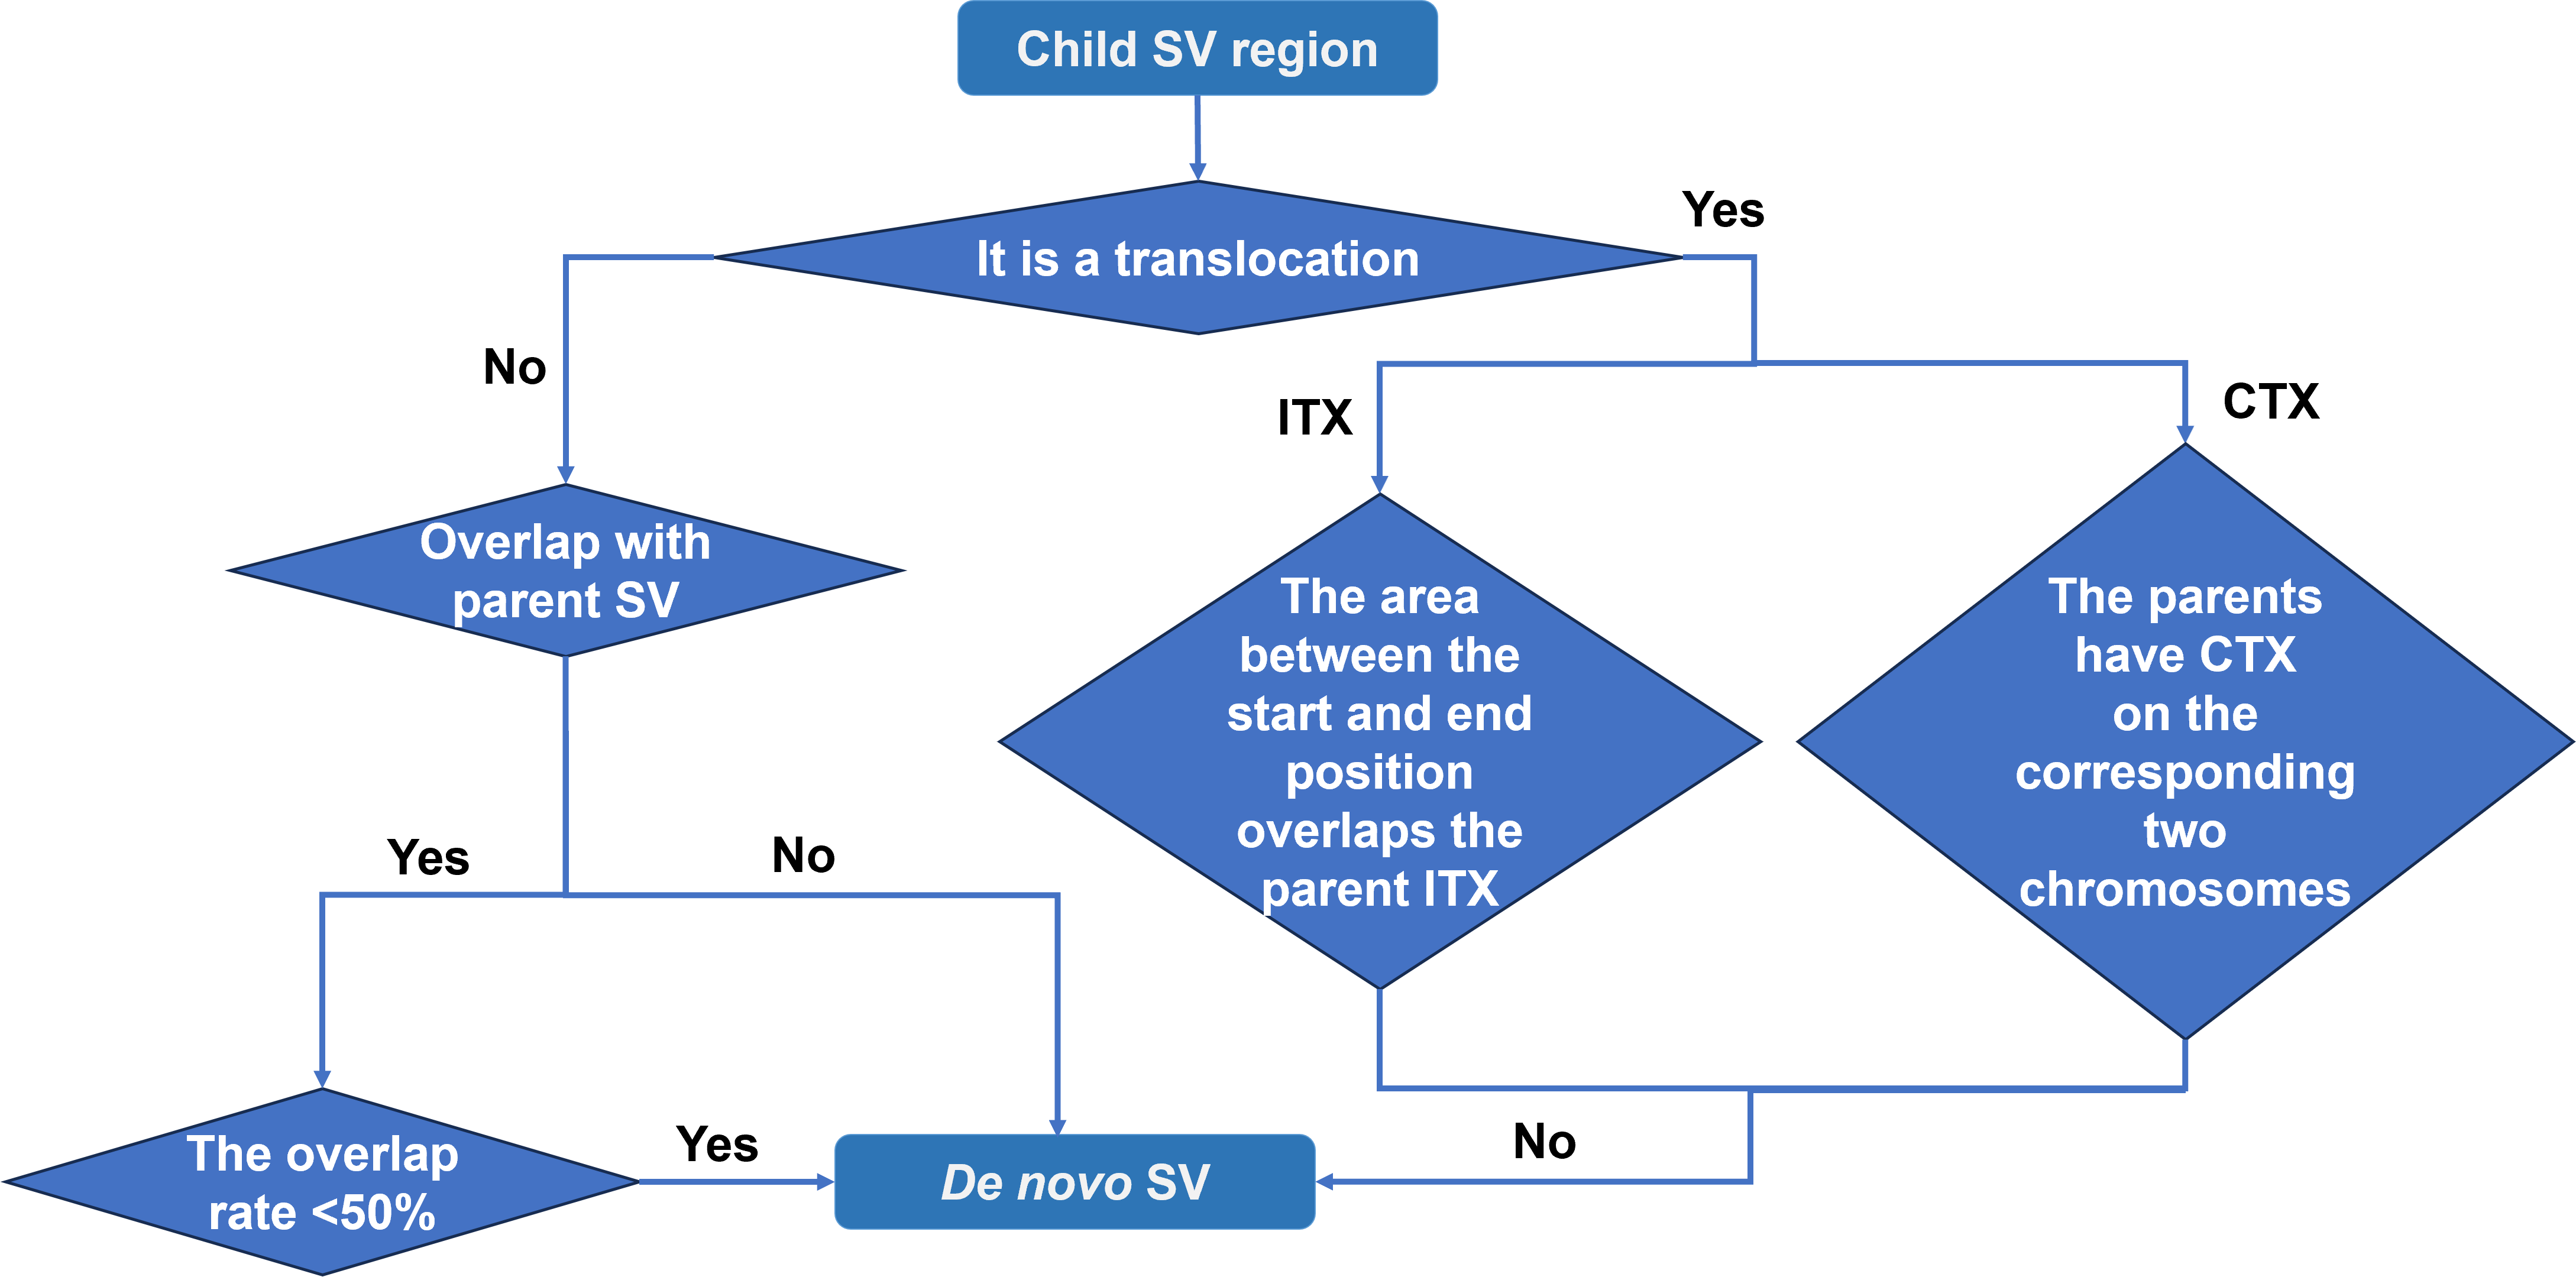 Child SV region
Yes
It is a translocation
No
ITX
CTX
Overlap with
parent SV
The area
between the
start and end
position
overlaps the
parent ITX
The parents
have CTX
on the
corresponding
two
chromosomes
Yes
No
The overlap
rate <50%
Yes
De novo SV
No